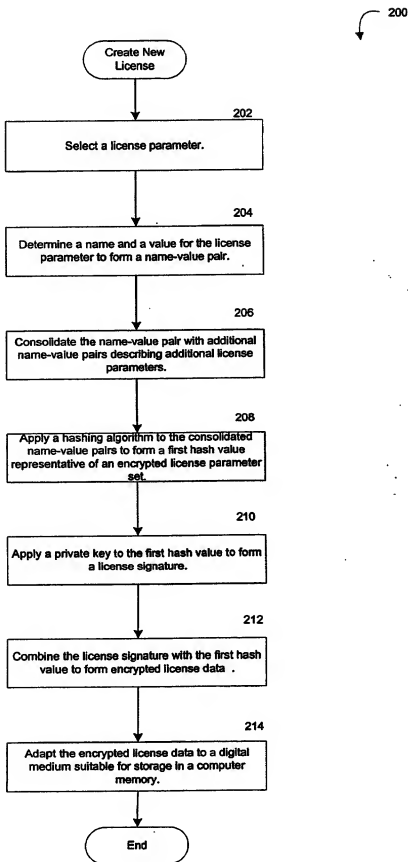 200
Create New
License
202
Select a license parameter.
204
Determine a name and a value for the license
parameter to form a name-value pair.
206
Consolidate the name-value pair with additional
name-value pairs describing additional license
parameters.
208
Apply a hashing algorithm to the consolidated
name-value pairs to form a first hash value
representative of an encrypted license parameter
set.
210
Apply a private key to the first hash value to form
a license signature.
212
Combine the license signature with the first hash
value to form encrypted license data .
214
Adapt the encrypted license data to a digital
medium suitable for storage in a computer
memory.
End